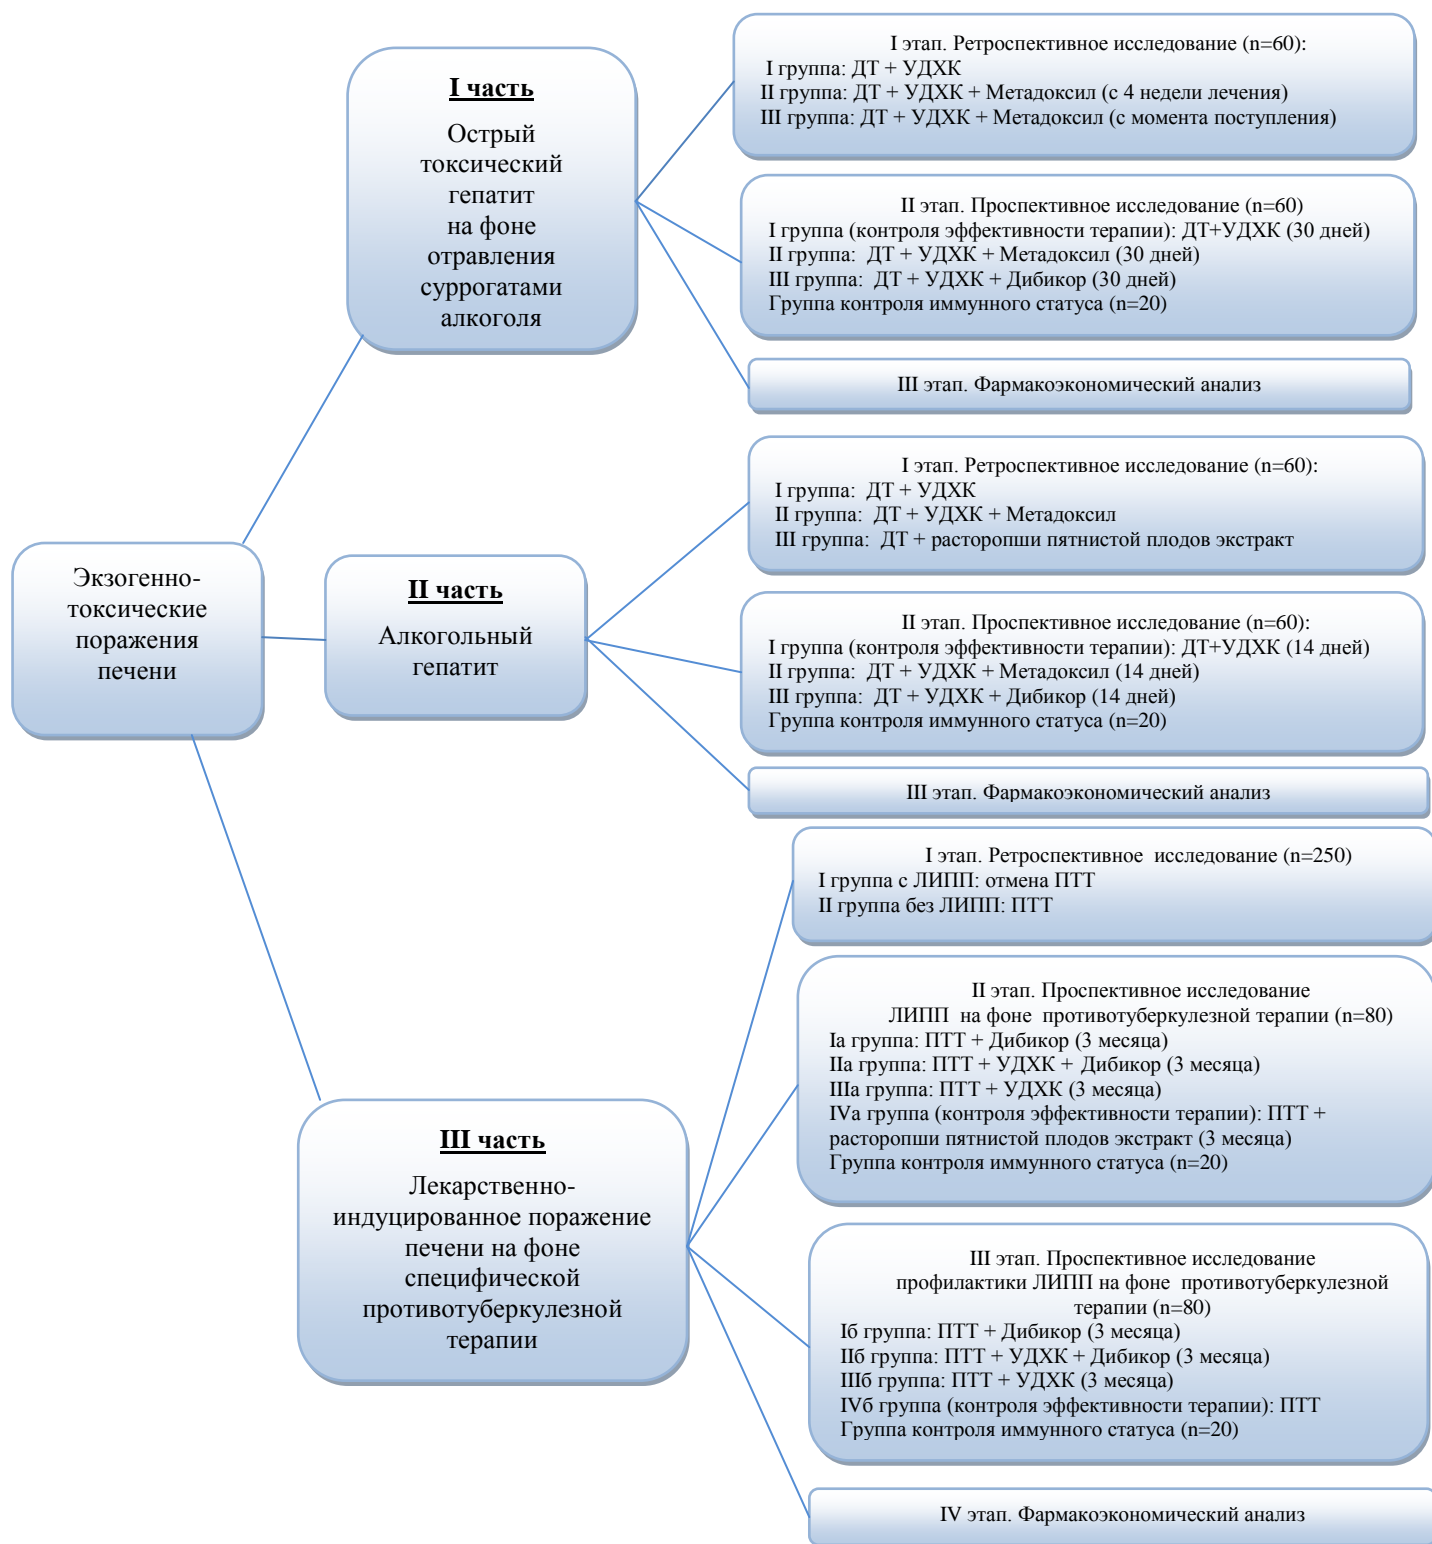 Экзогенно-
токсические
поражения
печени
I часть
Острый
токсический
гепатит
на фоне
отравления
суррогатами
алкоголя
I этап. Ретроспективное исследование (n=60):
I группа: ДТ + УДХК
II группа: ДТ + УДХК + Метадоксил (с 4 недели лечения)
III группа: ДТ + УДХК + Метадоксил (с момента поступления)
II этап. Проспективное исследование (n=60)
I группа (контроля эффективности терапии): ДТ+УДХК (30 дней)
II группа: ДТ + УДХК + Метадоксил (30 дней)
III группа: ДТ + УДХК + Дибикор (30 дней)
Группа контроля иммунного статуса (n=20)
III этап. Фармакоэкономический анализ
II часть
Алкогольный
гепатит
I этап. Ретроспективное исследование (n=60):
I группа: ДТ + УДХК
II группа: ДТ + УДХК + Метадоксил
III группа: ДТ + расторопши пятнистой плодов экстракт
II этап. Проспективное исследование (n=60):
I группа (контроля эффективности терапии): ДТ+УДХК (14 дней)
II группа: ДТ + УДХК + Метадоксил (14 дней)
III группа: ДТ + УДХК + Дибикор (14 дней)
Группа контроля иммунного статуса (n=20)
III этап. Фармакоэкономический анализ
III часть
Лекарственно-
индуцированное поражение
печени на фоне
специфической
противотуберкулезной
терапии
I этап. Ретроспективное исследование (n=250)
I группа с ЛИПП: отмена ПТТ
II группа без ЛИПП: ПТТ
II этап. Проспективное исследование
ЛИПП на фоне противотуберкулезной терапии (n=80)
Iа группа: ПТТ + Дибикор (3 месяца)
IIа группа: ПТТ + УДХК + Дибикор (3 месяца)
IIIа группа: ПТТ + УДХК (3 месяца)
IVа группа (контроля эффективности терапии): ПТТ +
расторопши пятнистой плодов экстракт (3 месяца)
Группа контроля иммунного статуса (n=20)
III этап. Проспективное исследование
профилактики ЛИПП на фоне противотуберкулезной
терапии (n=80)
Iб группа: ПТТ + Дибикор (3 месяца)
IIб группа: ПТТ + УДХК + Дибикор (3 месяца)
IIIб группа: ПТТ + УДХК (3 месяца)
IVб группа (контроля эффективности терапии): ПТТ
Группа контроля иммунного статуса (n=20)
IV этап. Фармакоэкономический анализ